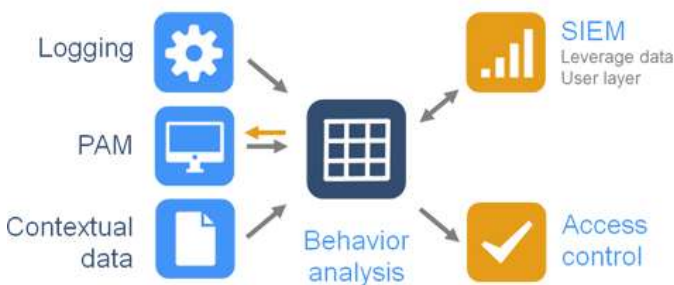 Logging
PAM
Contextual
data
Behavior
analysis
SIEM
Leverage data
User layer
Access
control